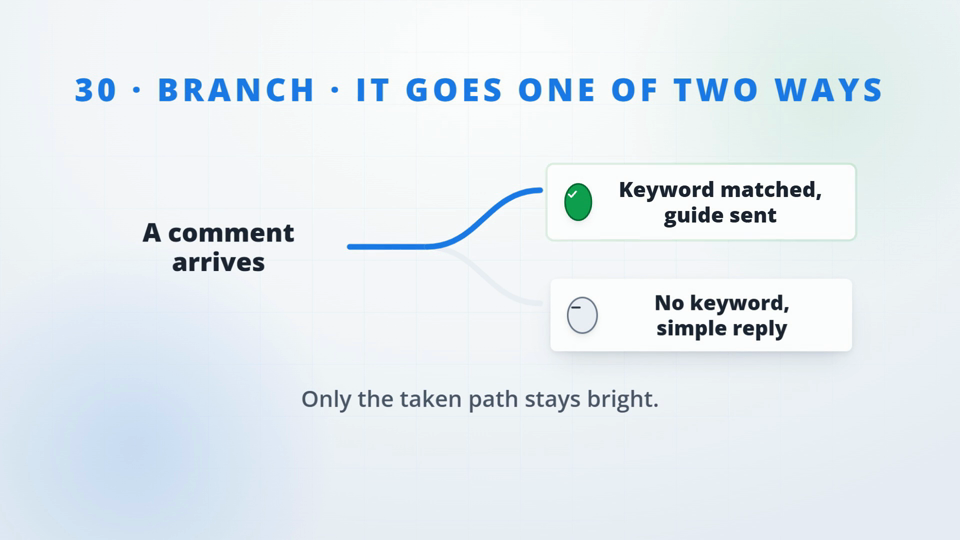 30 · BRANCH · IT GOES ONE OF TWO WAYS
A comment
arrives
Keyword matched,
guide sent
No keyword,
simple reply
Only the taken path stays bright.